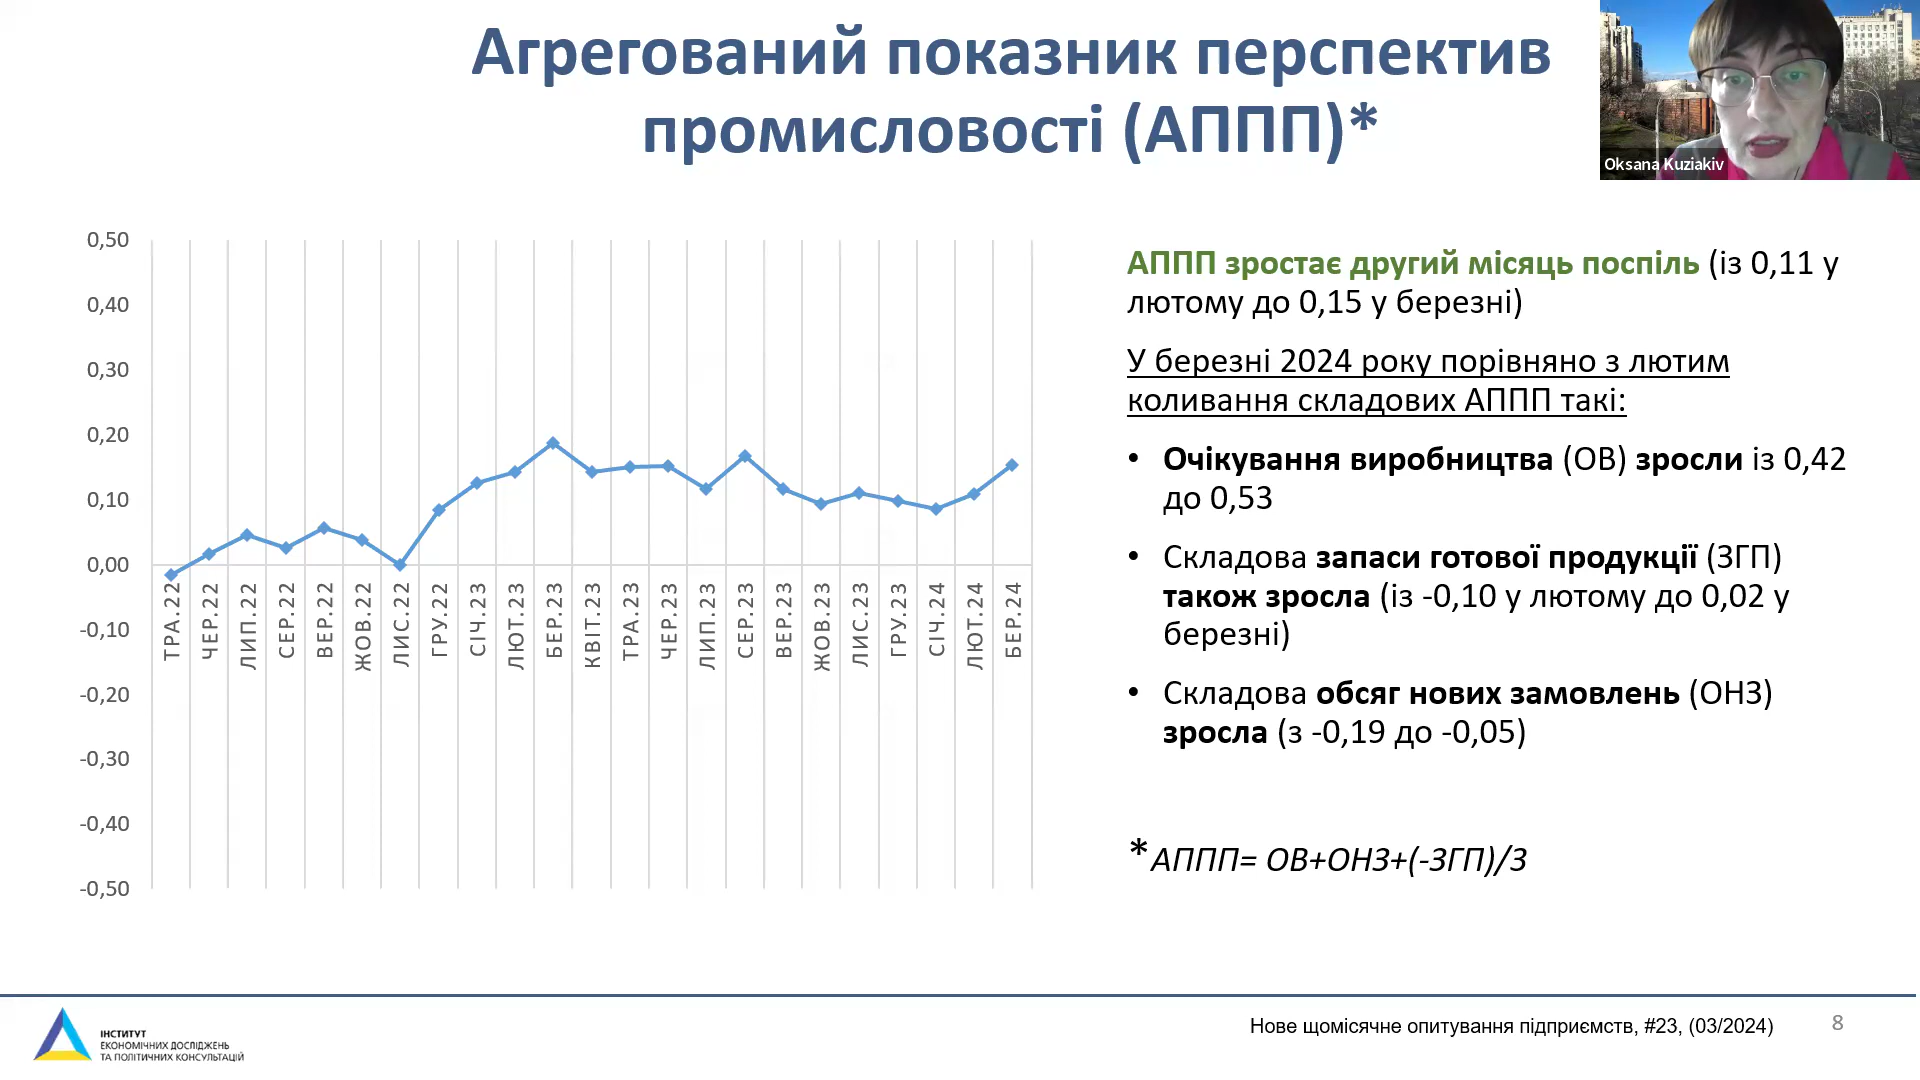 Агрегований показник перспектив
промисловості (АППП)*
Oksana Kuziakiv
0,50
0,40
0,30
0,20
0,10
0,00
-0,10
-0,20
-0,30
-0,40
-0,50
ТРА.22
ЧЕР.22
ЛИП.22
СЕР.22
ВЕР.22
ЖОВ.22
ЛИС.22
ГРУ.22
СІЧ.23
ЛЮТ.23
БЕР.23
КВІТ.23
ТРА.23
ЧЕР.23
ЛИП.23
СЕР.23
ВЕР.23
ЖОВ.23
ЛИС.23
ГРУ.23
СІЧ.24
ЛЮТ.24
БЕР.24
АППП зростає другий місяць поспіль (із 0,11 у
лютому до 0,15 у березні)
У березні 2024 року порівняно з лютим
коливання складових АППП такі:
• Очікування виробництва (ОВ) зросли із 0,42
до 0,53
• Складова запаси готової продукції (ЗГП)
також зросла (із -0,10 у лютому до 0,02 у
березні)
• Складова обсяг нових замовлень (ОНЗ)
зросла (з -0,19 до -0,05)
*АППП= ОВ+ОНЗ+(-ЗГП)/3
ІНСТИТУТ
ЕКОНОМІЧНИХ ДОСЛІДЖЕНЬ
ТА ПОЛІТИЧНИХ КОНСУЛЬТАЦІЙ
Нове щомісячне опитування підприємств, #23, (03/2024)
8